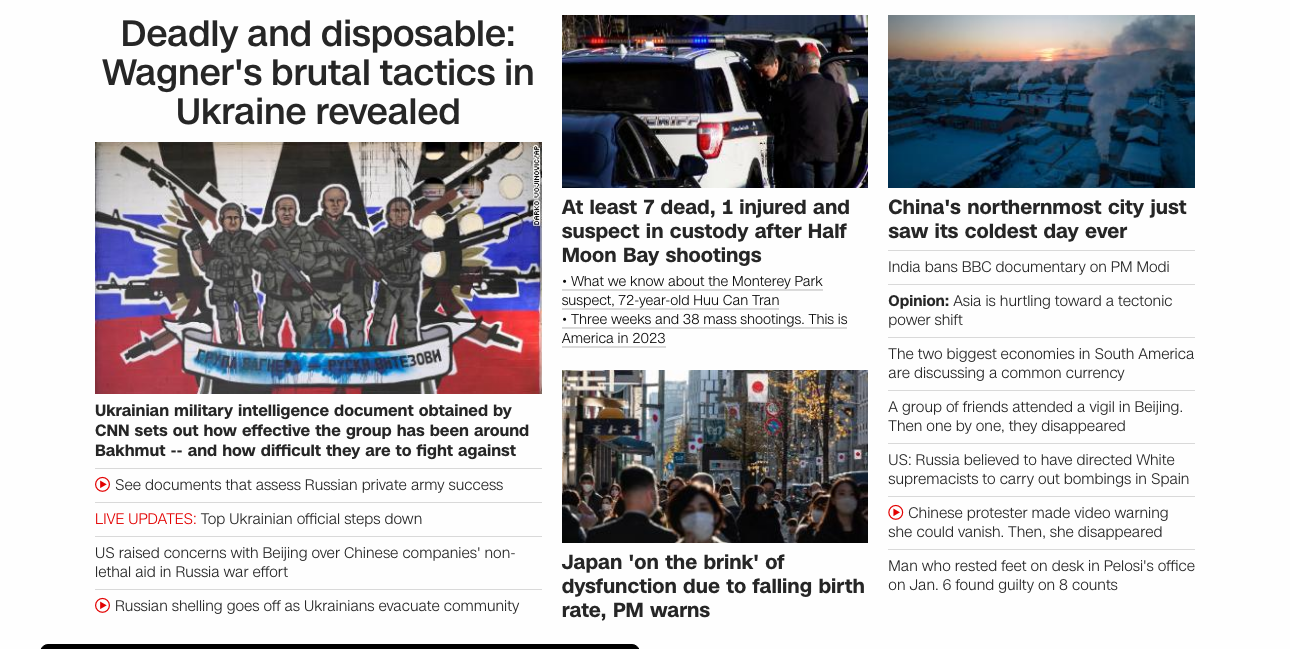 Deadly and disposable:
Wagner's brutal tactics in
Ukraine revealed
DARKO VOJINOVIC/AP
ГРУПА ВАГНЕРА — РУСКИ ВИТЕЗОВИ
Ukrainian military intelligence document obtained by
CNN sets out how effective the group has been around
Bakhmut -- and how difficult they are to fight against
See documents that assess Russian private army success
LIVE UPDATES: Top Ukrainian official steps down
US raised concerns with Beijing over Chinese companies' non-
lethal aid in Russia war effort
Russian shelling goes off as Ukrainians evacuate community
SHERIFF
At least 7 dead, 1 injured and
suspect in custody after Half
Moon Bay shootings
• What we know about the Monterey Park
suspect, 72-year-old Huu Can Tran
• Three weeks and 38 mass shootings. This is
America in 2023
Japan 'on the brink' of
dysfunction due to falling birth
rate, PM warns
China's northernmost city just
saw its coldest day ever
India bans BBC documentary on PM Modi
Opinion: Asia is hurtling toward a tectonic
power shift
The two biggest economies in South America
are discussing a common currency
A group of friends attended a vigil in Beijing.
Then one by one, they disappeared
US: Russia believed to have directed White
supremacists to carry out bombings in Spain
Chinese protester made video warning
she could vanish. Then, she disappeared
Man who rested feet on desk in Pelosi's office
on Jan. 6 found guilty on 8 counts